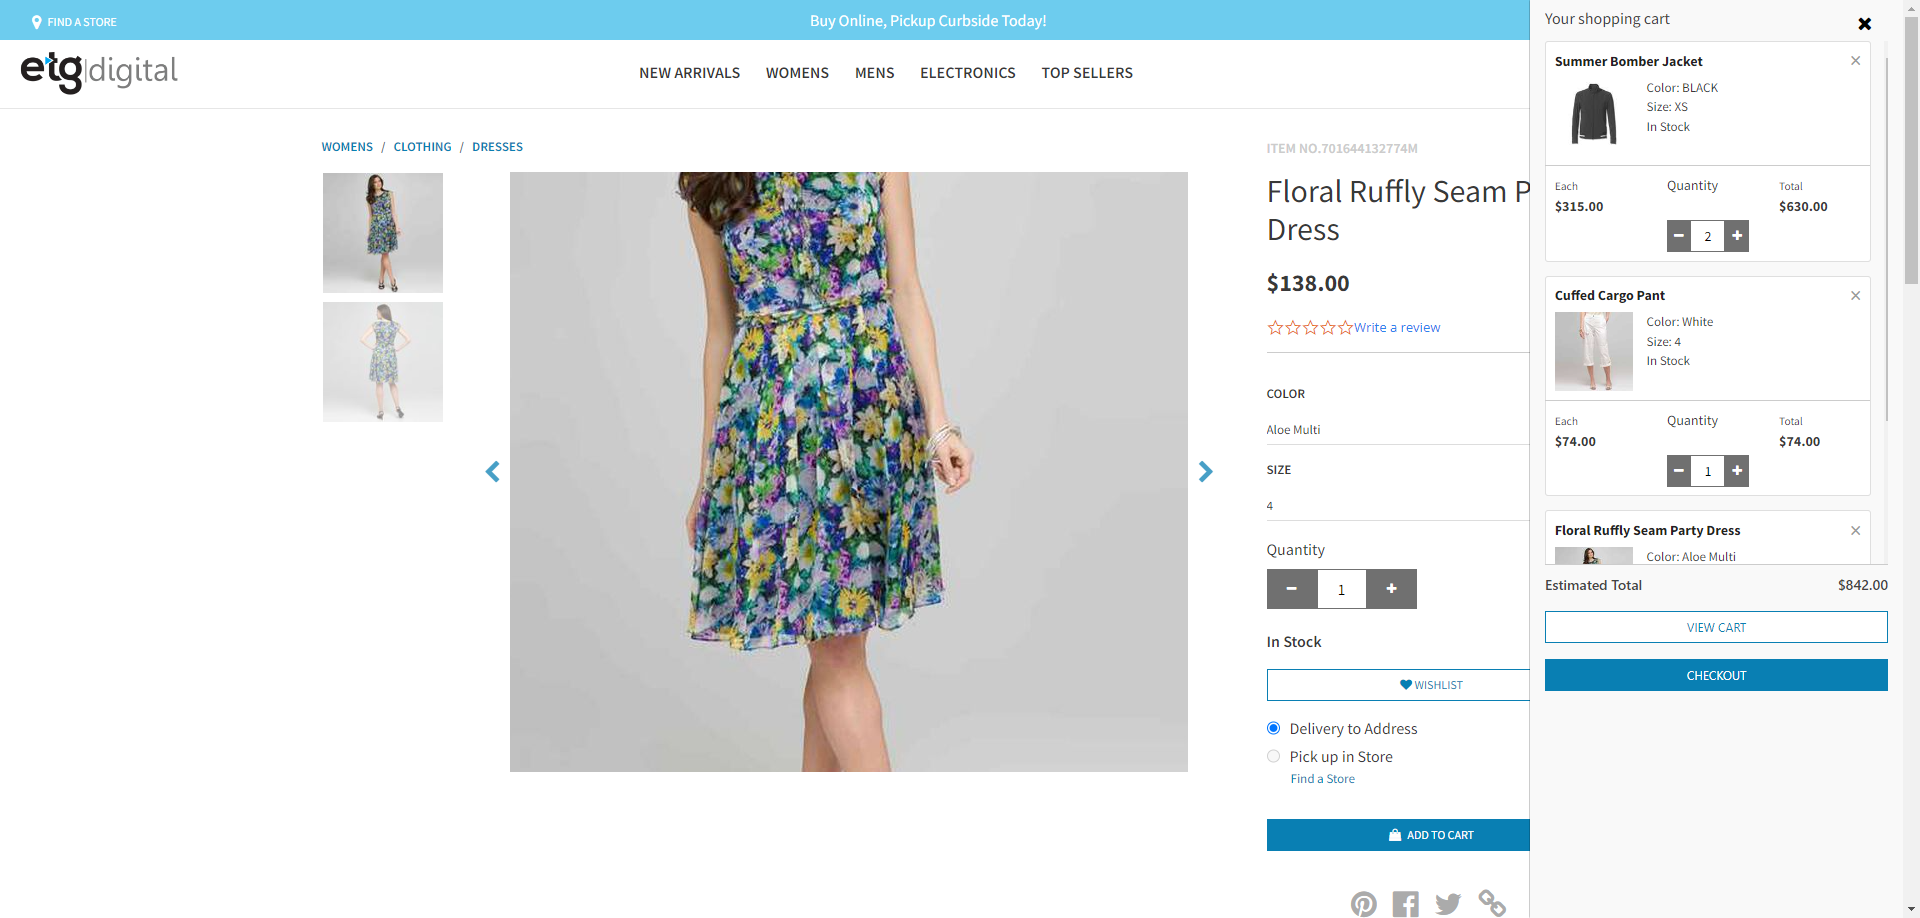 FIND A STORE
Buy Online, Pickup Curbside Today!
etg|digital
NEW ARRIVALS
WOMENS
MENS
ELECTRONICS
TOP SELLERS
WOMENS / CLOTHING / DRESSES
ITEM NO.701644132774M
Floral Ruffly Seam P
Dress
$138.00
Write a review
COLOR
Aloe Multi
SIZE
4
Quantity
1
In Stock
WISHLIST
Delivery to Address
Pick up in Store
Find a Store
ADD TO CART
Your shopping cart
Summer Bomber Jacket
Color: BLACK
Size: XS
In Stock
Each
Quantity
Total
$315.00
$630.00
2
Cuffed Cargo Pant
Color: White
Size: 4
In Stock
Each
Quantity
Total
$74.00
$74.00
1
Floral Ruffly Seam Party Dress
Color: Aloe Multi
Estimated Total
$842.00
VIEW CART
CHECKOUT